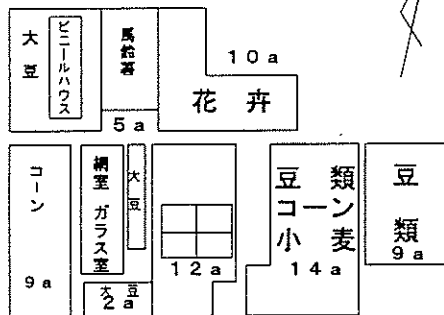 大豆
ビニールハウス
馬鈴薯
5a
10a
花卉
コーン
9a
網室 ガラス室
大豆
大豆
2a
12a
豆類
コーン
小麦
14a
豆類
9a